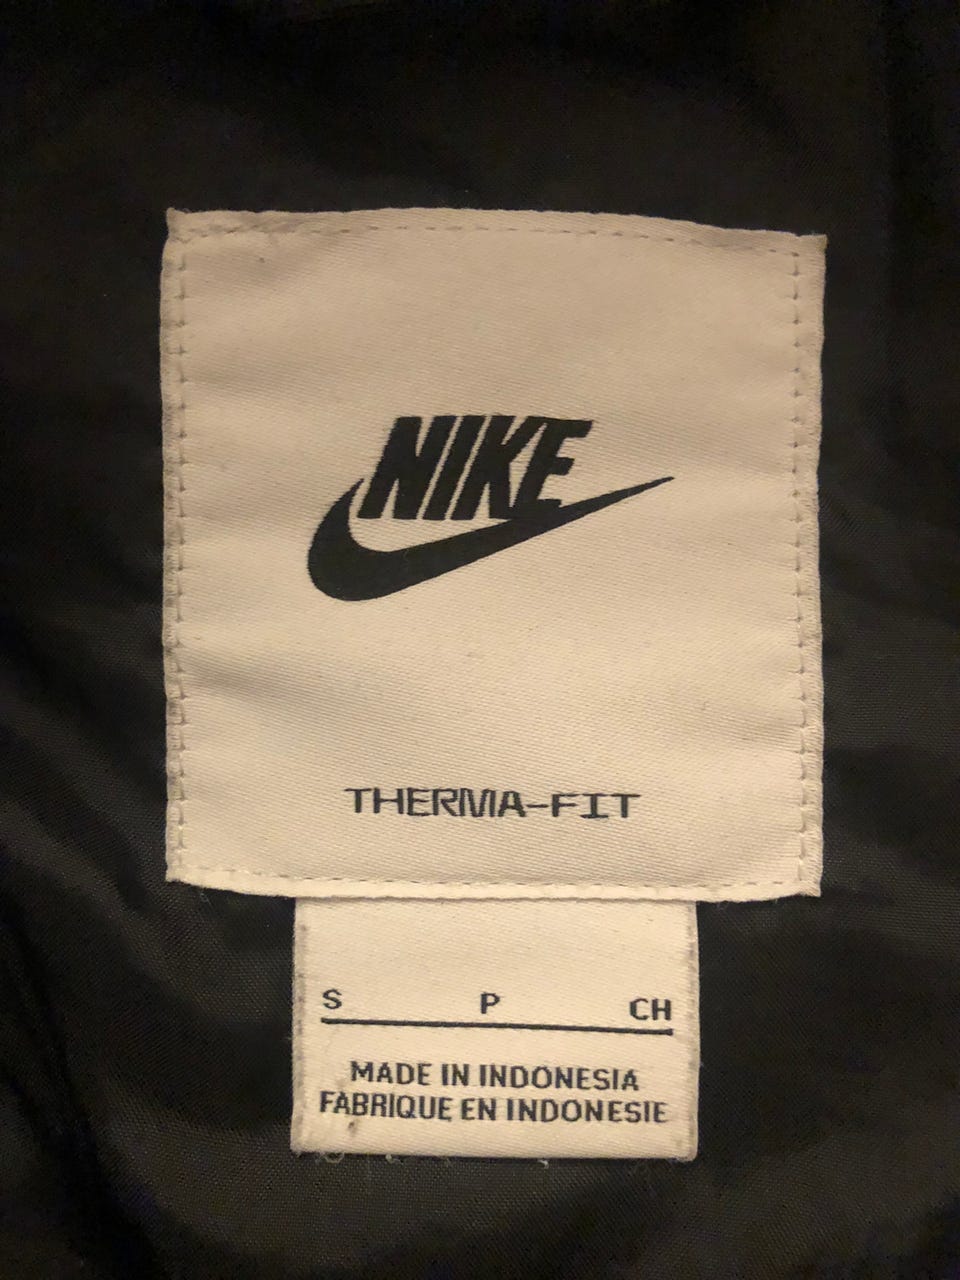 NIKE
THERMA-FIT
S P CH
MADE IN INDONESIA
FABRIQUE EN INDONESIE